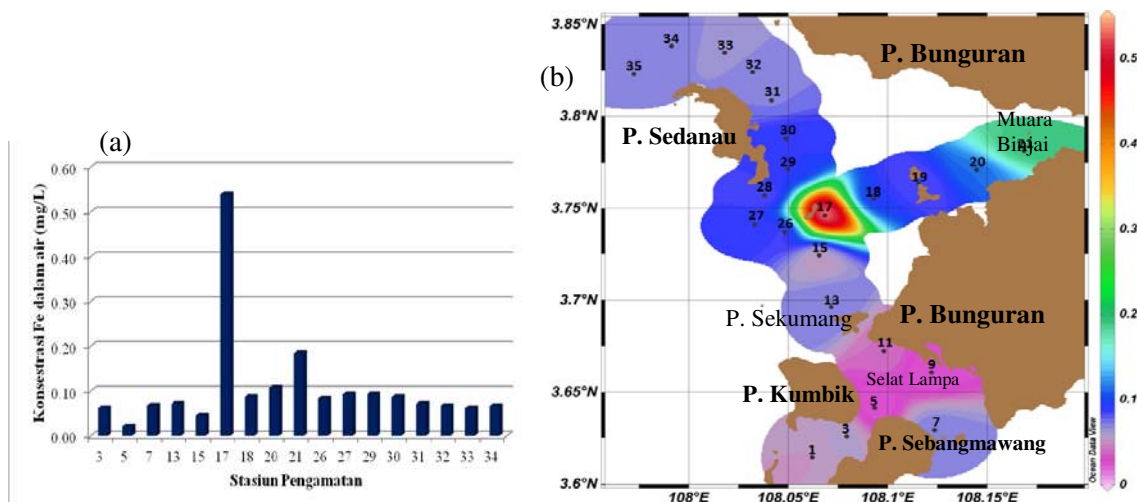 (a)
Konsestrasi Fe dalam air (mg/L)
0.60
0.50
0.40
0.30
0.20
0.10
0.00
3 5 7 13 15 17 18 20 21 26 27 29 30 31 32 33 34
Stasiun Pengamatan
(b)
3.85°N
3.8°N
3.75°N
3.7°N
3.65°N
3.6°N
34
33
35
32
31
P. Bunguran
P. Sedanau
Muara
Binjai
21
30
29
20
28
19
18
17
27
26
15
13
P. Sekumang
P. Bunguran
11
9
Selat Lampa
P. Kumbik
5
3
7
P. Sebangmawang
1
108°E
108.05°E
108.1°E
108.15°E
Ocean Data View
0.5
0.4
0.3
0.2
0.1
0